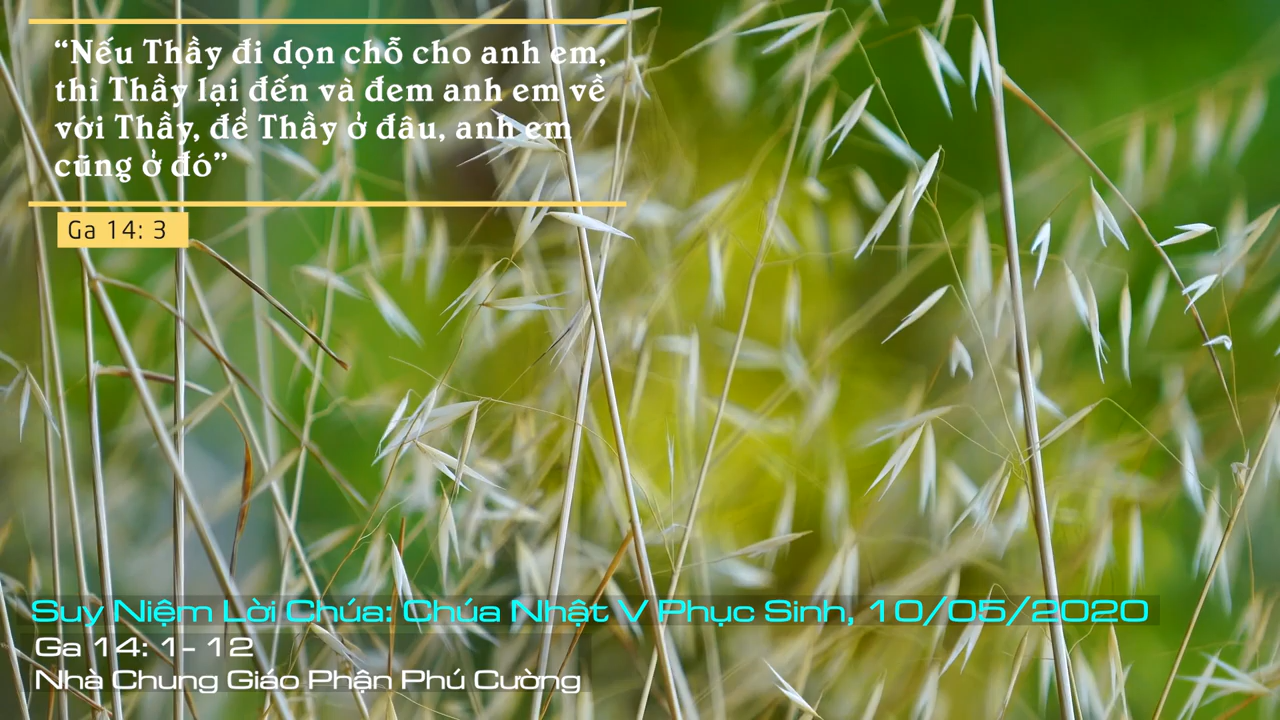 “Nếu Thầy đi dọn chỗ cho anh em,
thì Thầy lại đến và đem anh em về
với Thầy, để Thầy ở đâu, anh em
cũng ở đó”
Ga 14: 3
Suy Niệm Lời Chúa: Chúa Nhật V Phục Sinh, 10/05/2020
Ga 14: 1- 12
Nhà Chung Giáo Phận Phú Cường